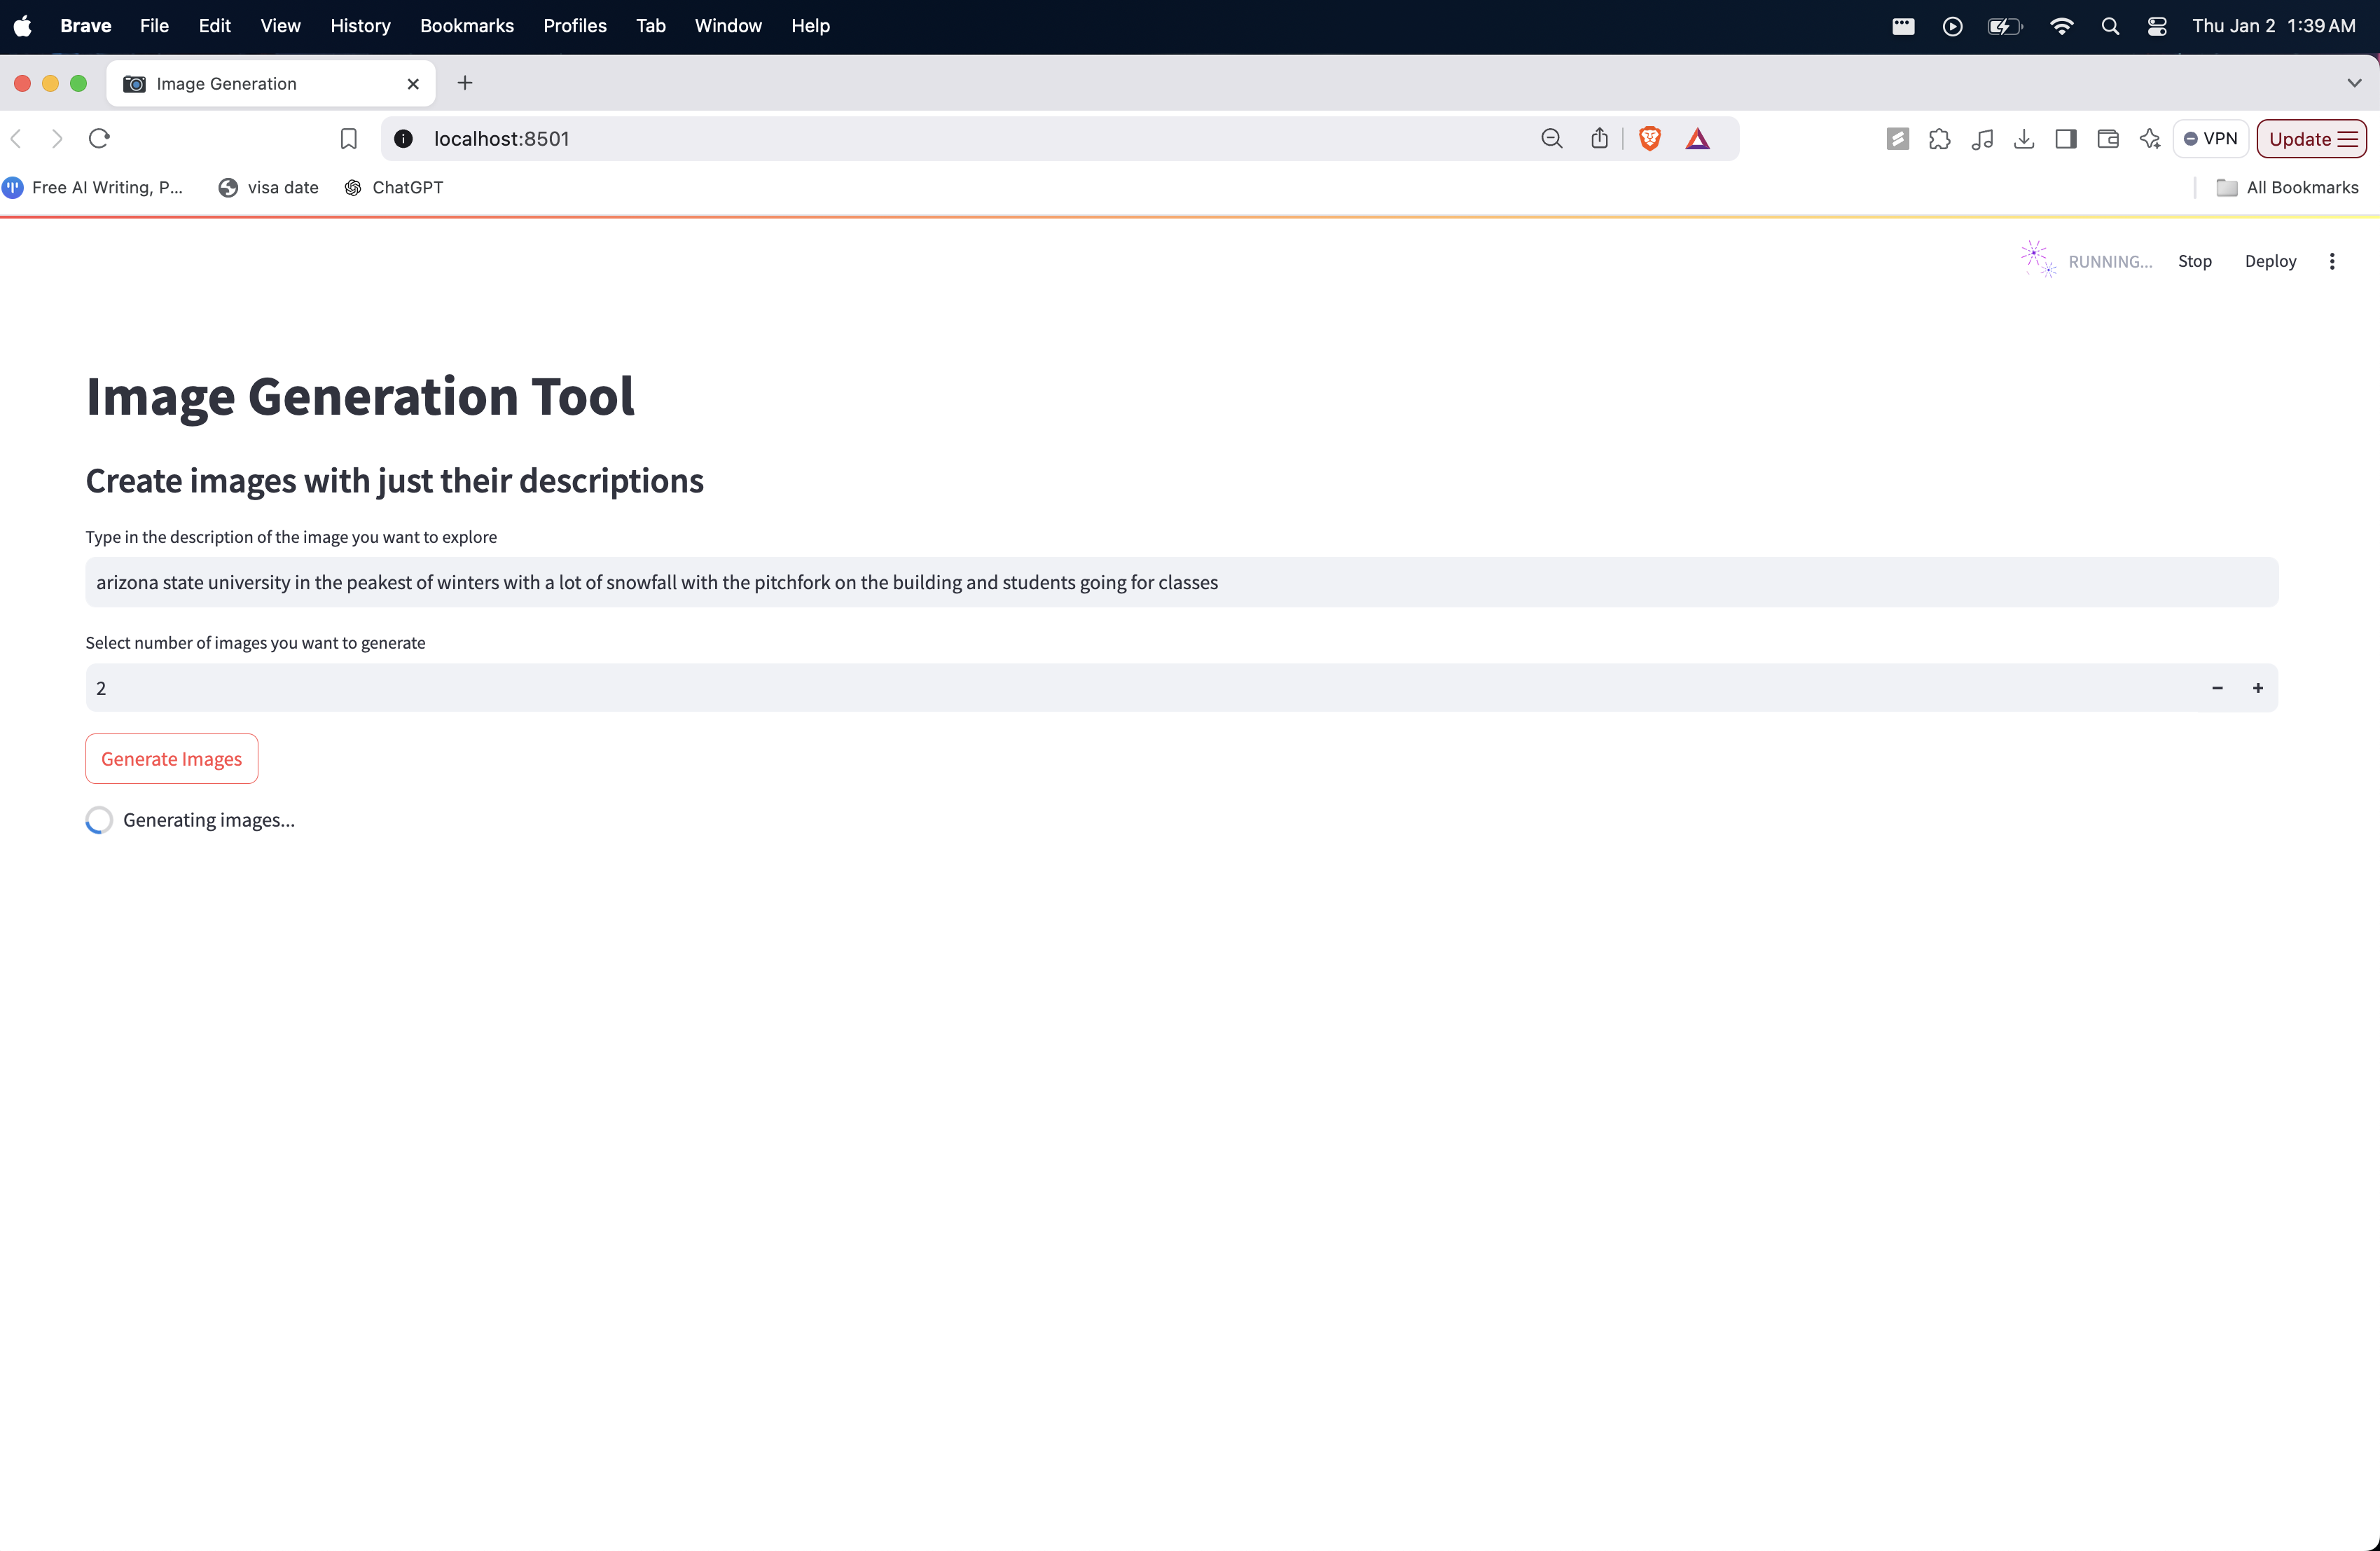 Brave File Edit View History Bookmarks Profiles Tab Window Help Thu Jan 2 1:39 AM
Image Generation
localhost:8501 VPN Update
Free AI Writing, P... visa date ChatGPT All Bookmarks
RUNNING... Stop Deploy
Image Generation Tool
Create images with just their descriptions
Type in the description of the image you want to explore
arizona state university in the peakest of winters with a lot of snowfall with the pitchfork on the building and students going for classes
Select number of images you want to generate
2
Generate Images
Generating images...